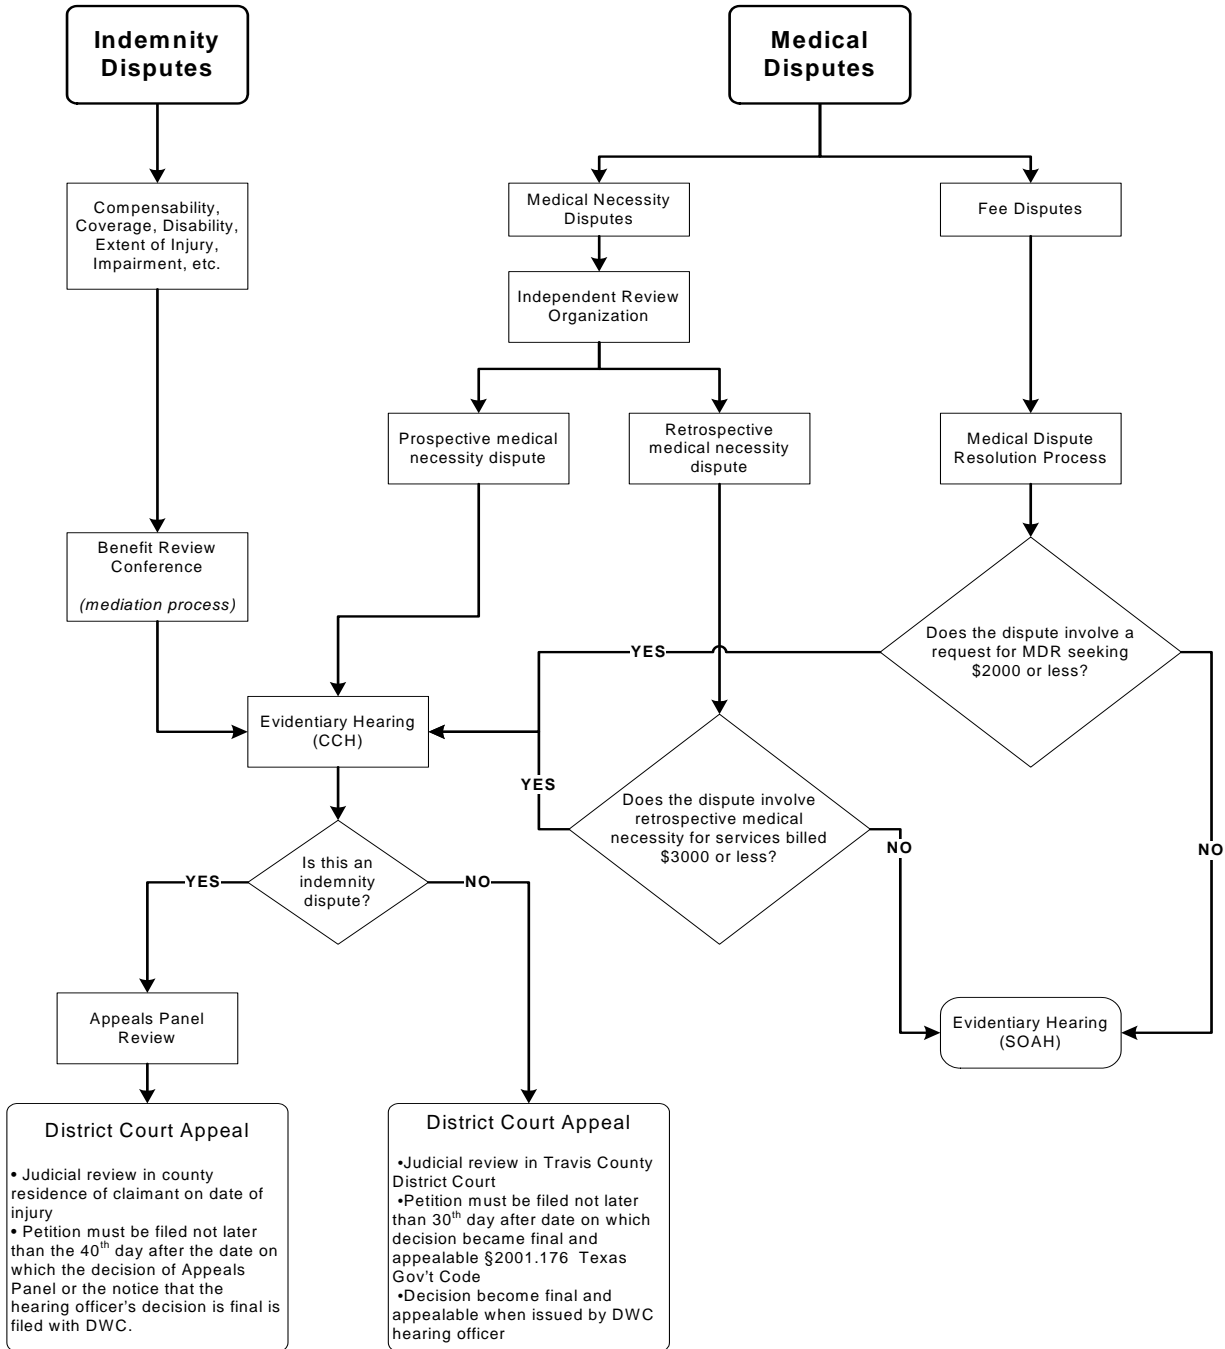 Indemnity
Disputes
Medical
Disputes
Compensability,
Coverage, Disability,
Extent of Injury,
Impairment, etc.
Medical Necessity
Disputes
Fee Disputes
Independent Review
Organization
Prospective medical
necessity dispute
Retrospective
medical necessity
dispute
Medical Dispute
Resolution Process
Benefit Review
Conference
(mediation process)
Does the dispute involve a
request for MDR seeking
$2000 or less?
YES
Evidentiary Hearing
(CCH)
YES
Does the dispute involve
retrospective medical
necessity for services billed
$3000 or less?
NO
NO
Is this an
indemnity
dispute?
YES
NO
Appeals Panel
Review
Evidentiary Hearing
(SOAH)
District Court Appeal
• Judicial review in county
residence of claimant on date of
injury
• Petition must be filed not later
than the 40th day after the date on
which the decision of Appeals
Panel or the notice that the
hearing officer's decision is final is
filed with DWC.
District Court Appeal
•Judicial review in Travis County
District Court
•Petition must be filed not later
than 30th day after date on which
decision became final and
appealable §2001.176 Texas
Gov't Code
•Decision become final and
appealable when issued by DWC
hearing officer